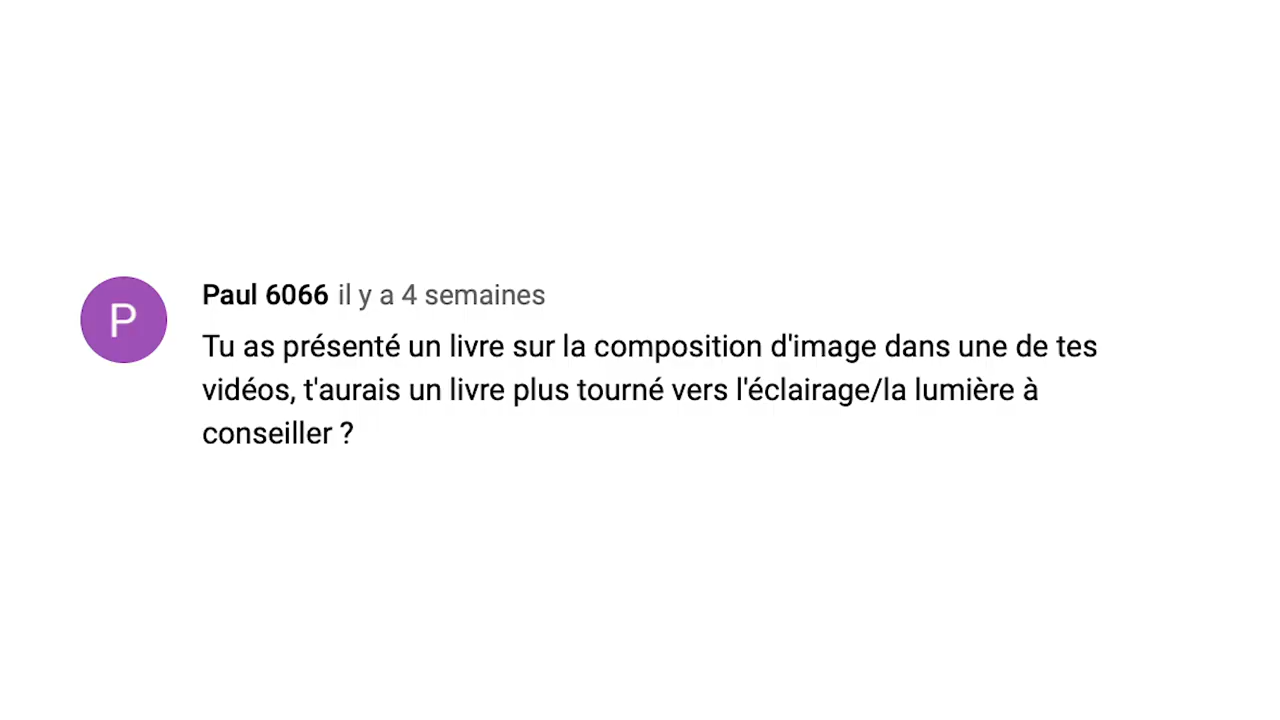 P
Paul 6066 il y a 4 semaines
Tu as présenté un livre sur la composition d'image dans une de tes
vidéos, t'aurais un livre plus tourné vers l'éclairage/la lumière à
conseiller ?